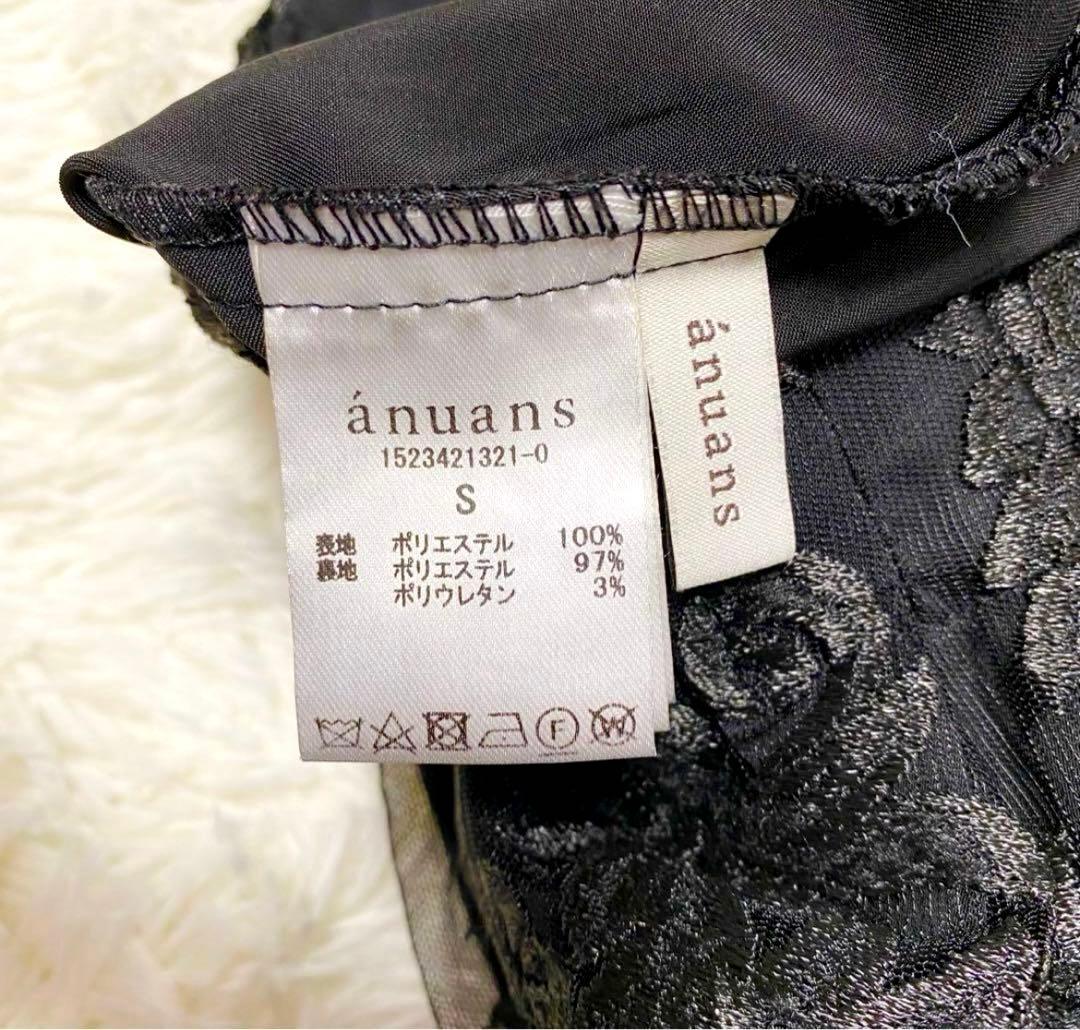 ánuans
1523421321-0
S
表地 ポリエステル 100%
裏地 ポリエステル 97%
ポリウレタン 3%
F
W
ánuans